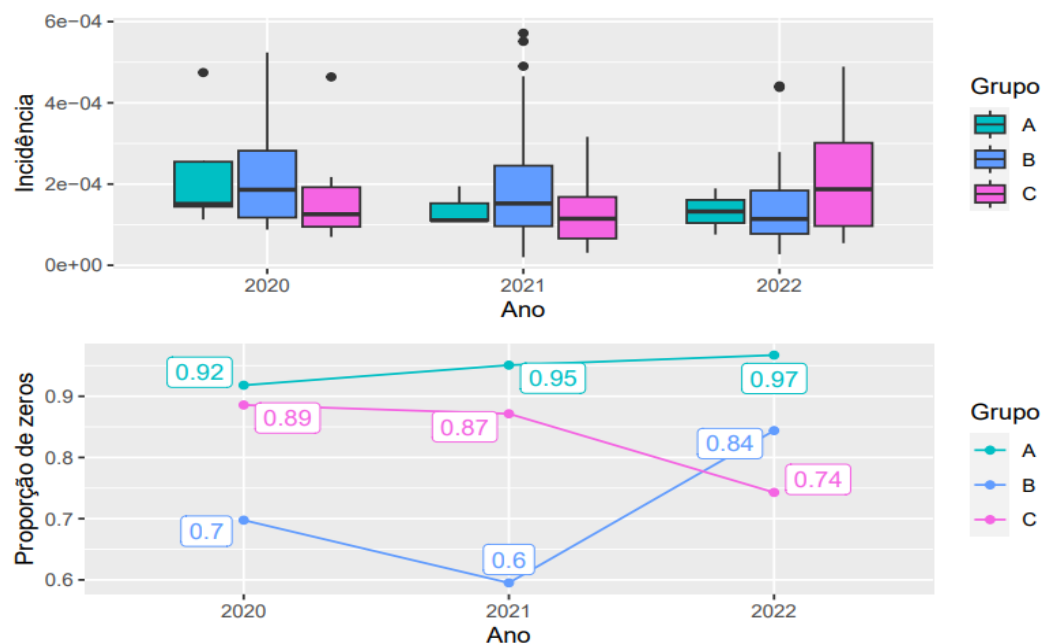 6e−04
4e−04
2e−04
0e+00
Incidência
2020
2021
2022
Ano
Grupo
A
B
C
0.9
0.8
0.7
0.6
Proporção de zeros
0.92
0.95
0.97
0.89
0.87
0.84
0.74
0.7
0.6
2020
2021
2022
Ano
Grupo
A
B
C